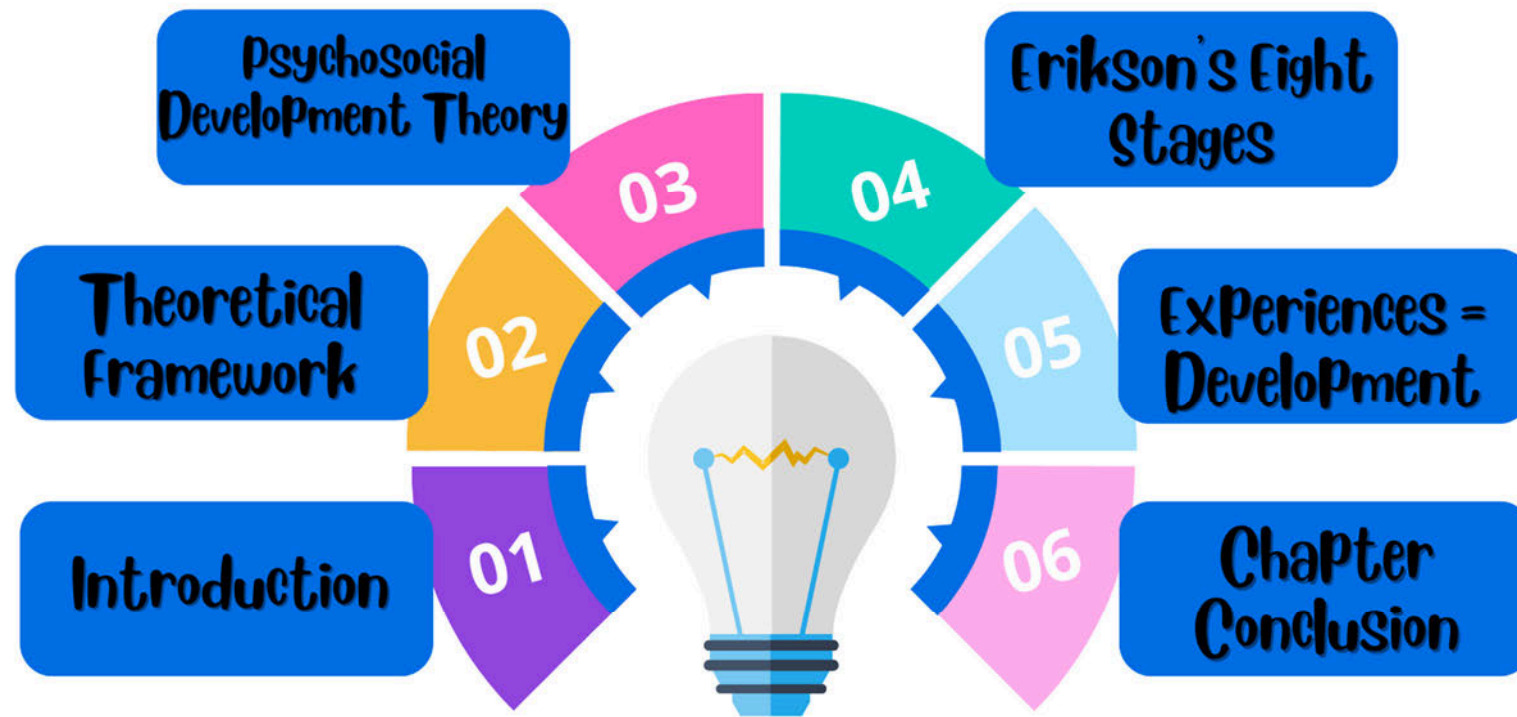 01
Introduction
02
Theoretical
Framework
03
Psychosocial
Development Theory
04
Erikson's Eight
Stages
05
Experiences =
Development
06
Chapter
Conclusion